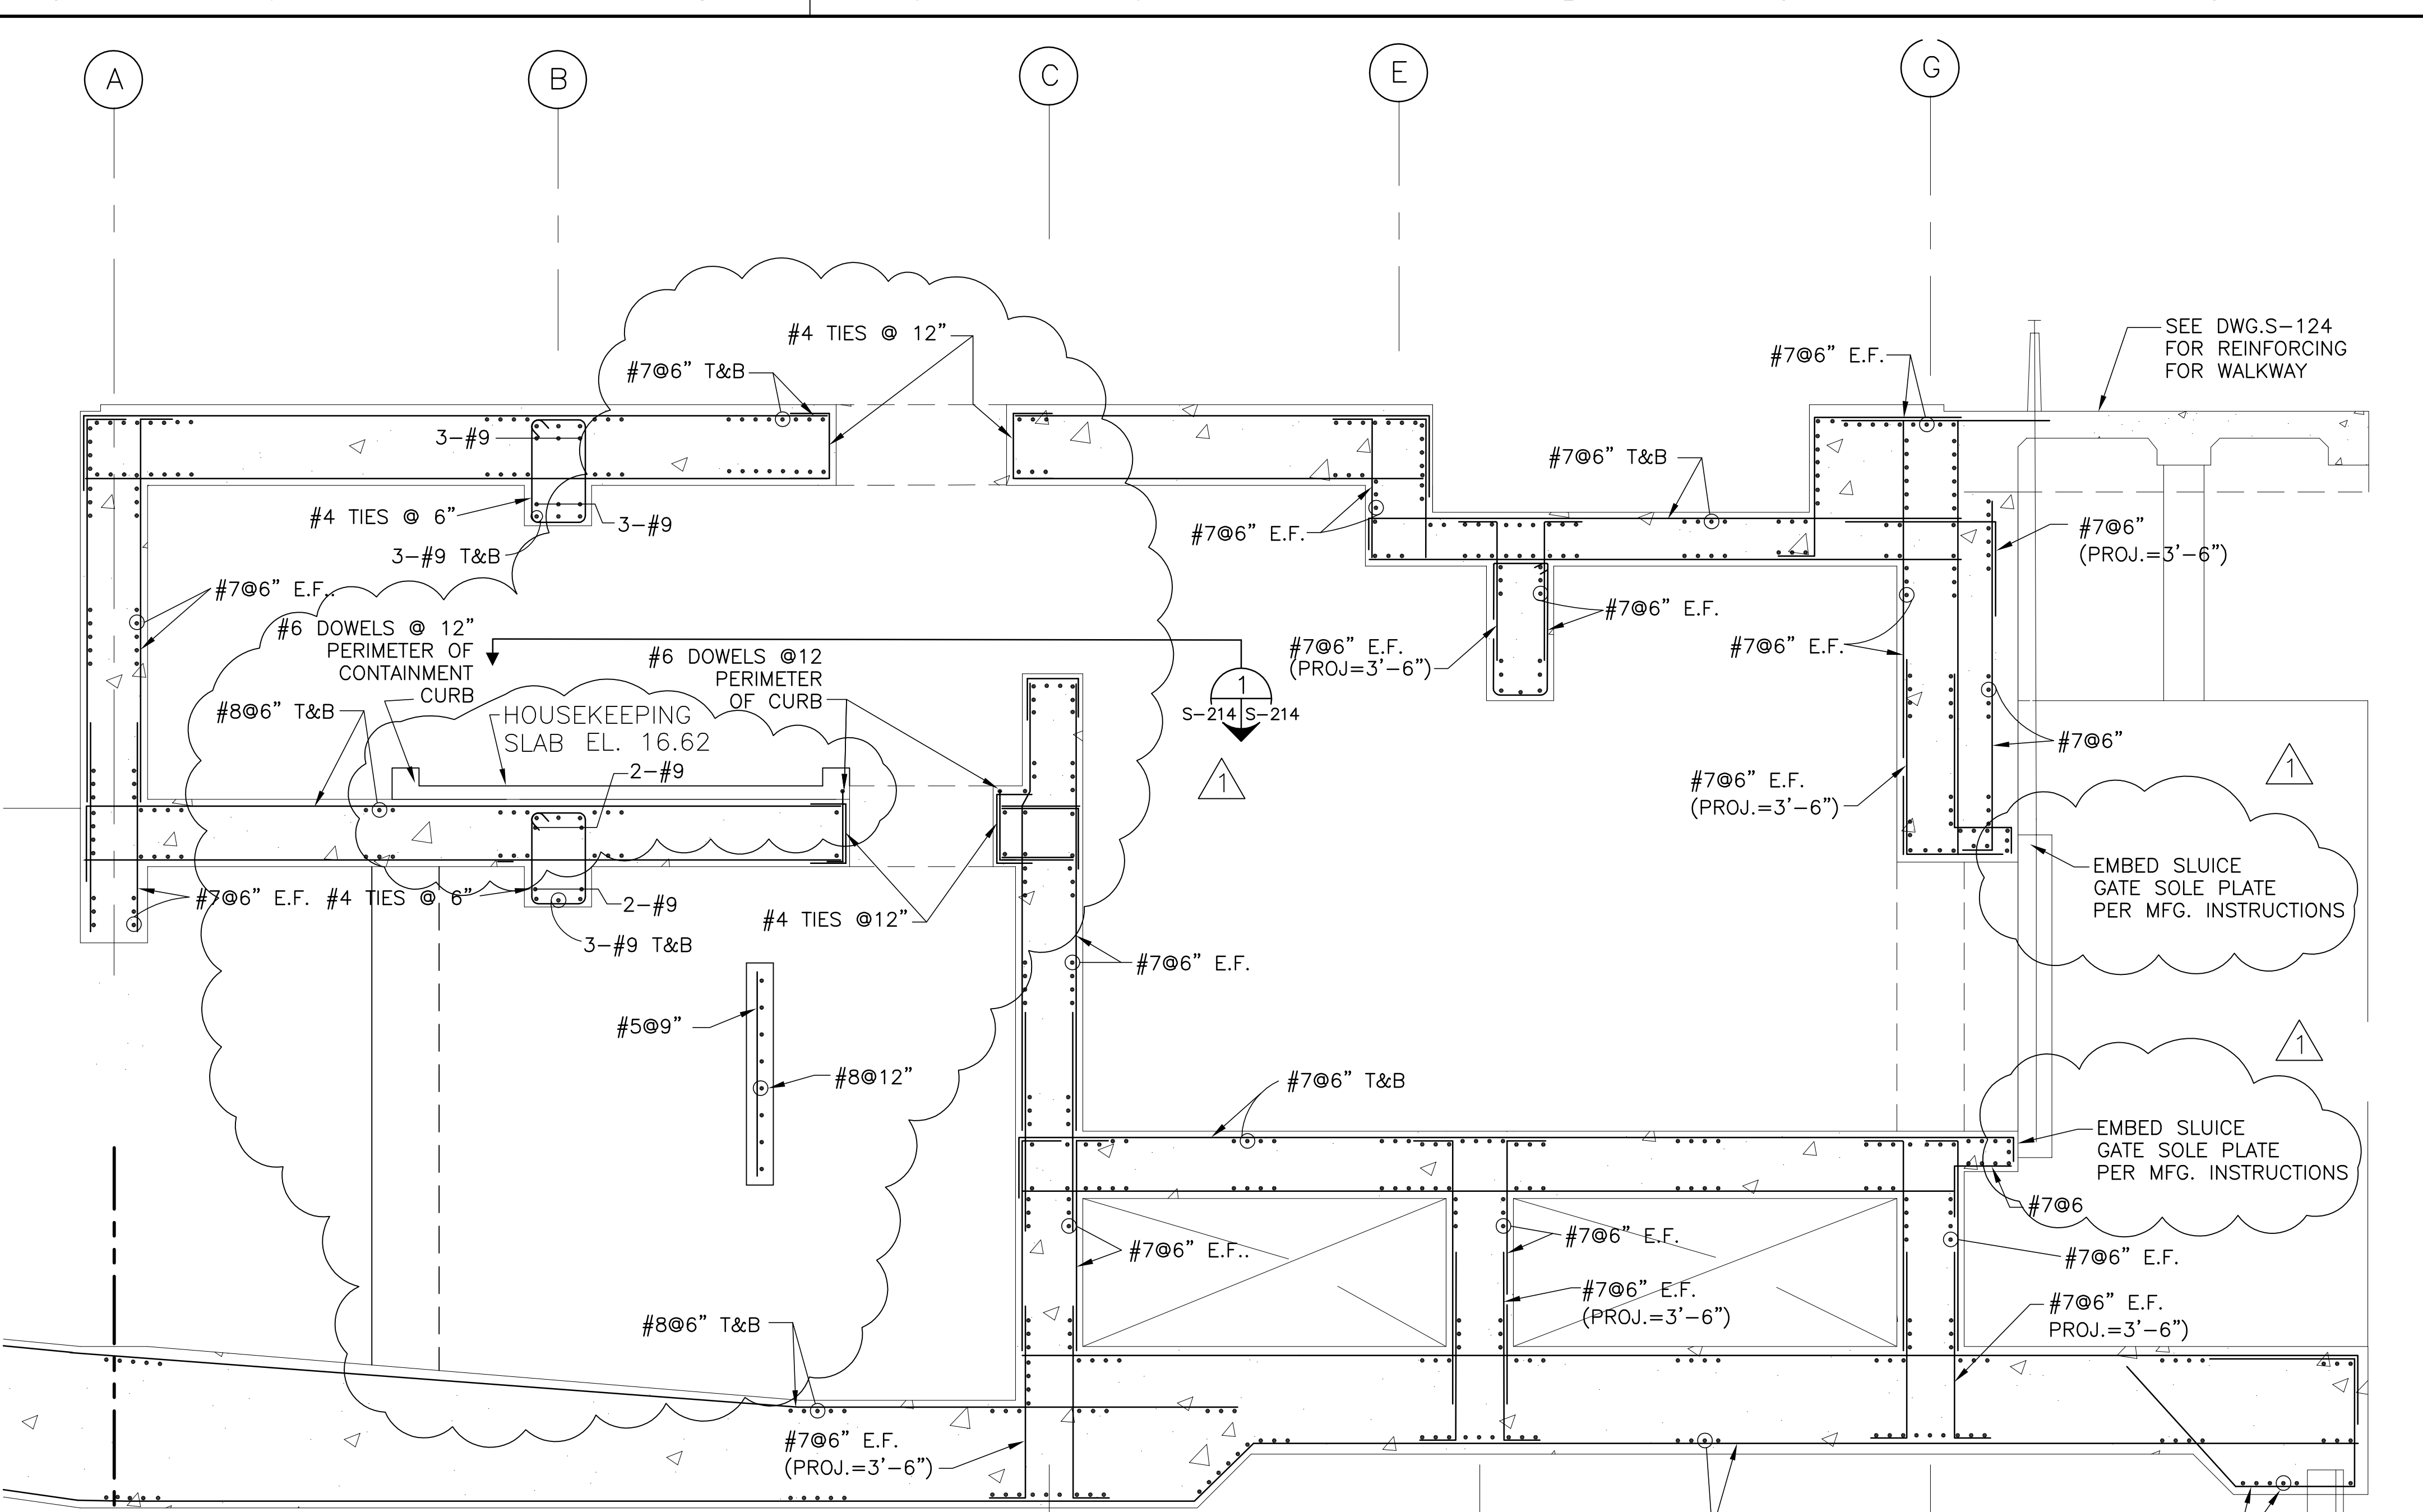 A
B
C
E
G
#4 TIES @ 12"
#7@6" T&B
3-#9
#4 TIES @ 6"
3-#9
3-#9 T&B
#7@6" E.F.
SEE DWG.S-124
FOR REINFORCING
FOR WALKWAY
#7@6" T&B
#7@6" E.F.
#7@6"
(PROJ.=3'-6")
#7@6" E.F..
#6 DOWELS @ 12"
PERIMETER OF
CONTAINMENT
CURB
#6 DOWELS @12
PERIMETER
OF CURB
#8@6" T&B
HOUSEKEEPING
SLAB EL. 16.62
2-#9
1
S-214 S-214
1
#7@6" E.F.
(PROJ=3'-6")
#7@6" E.F.
#7@6" E.F.
#7@6"
#7@6" E.F.
(PROJ.=3'-6")
1
EMBED SLUICE
GATE SOLE PLATE
PER MFG. INSTRUCTIONS
#7@6" E.F.
#4 TIES @ 6"
2-#9
3-#9 T&B
#4 TIES @12"
#7@6" E.F.
#5@9"
#8@12"
#7@6" T&B
1
EMBED SLUICE
GATE SOLE PLATE
PER MFG. INSTRUCTIONS
#7@6
#7@6" E.F..
#7@6" E.F.
#7@6" E.F.
#7@6" E.F.
(PROJ.=3'-6")
#7@6" E.F.
PROJ.=3'-6")
#8@6" T&B
#7@6" E.F.
(PROJ.=3'-6")